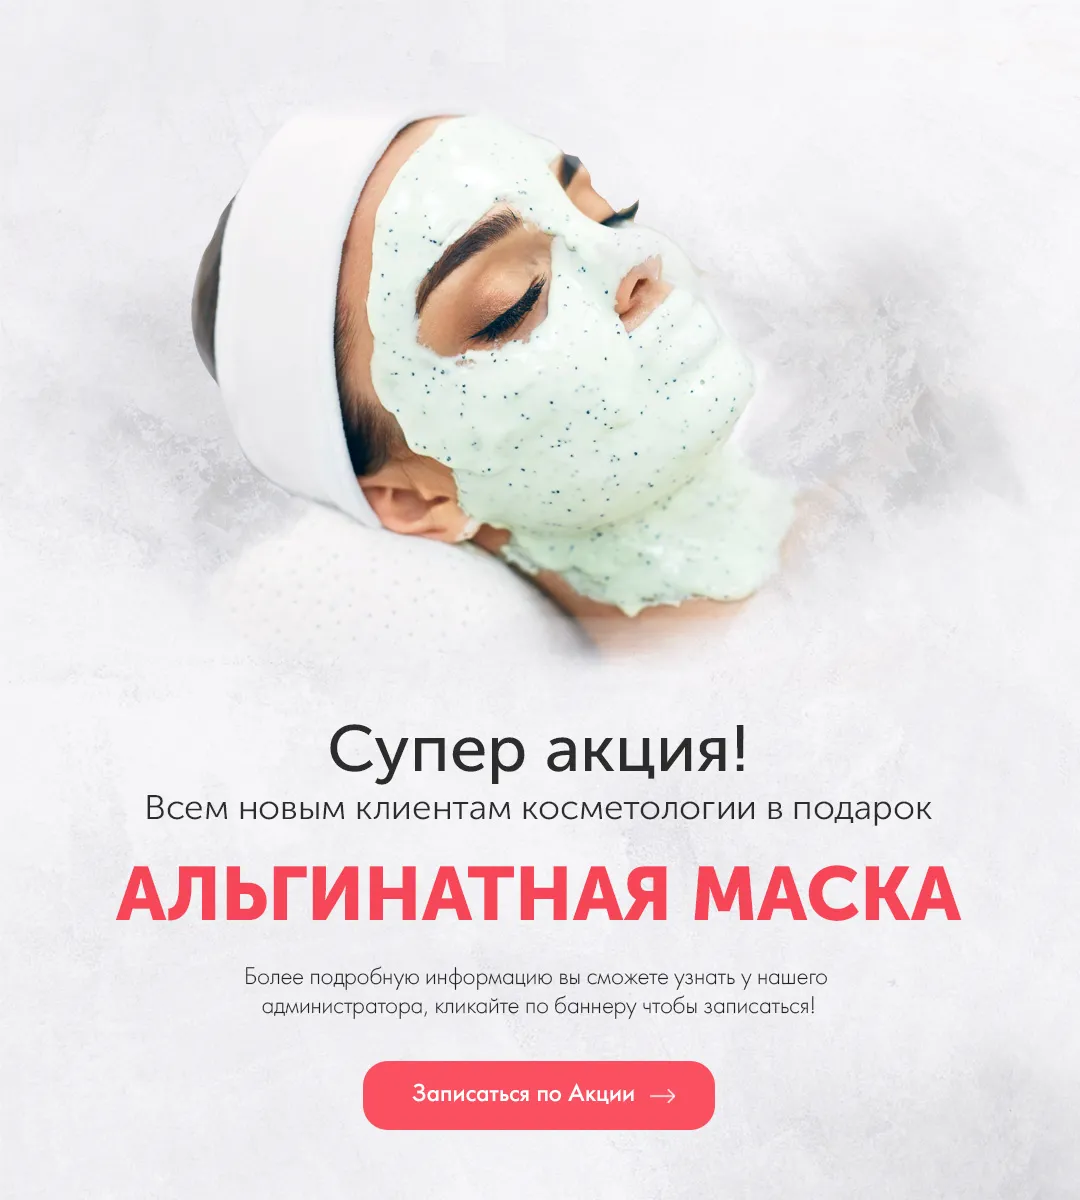 Супер акция!
Всем новым клиентам косметологии в подарок
АЛЬГИНАТНАЯ МАСКА
Более подробную информацию вы сможете узнать у нашего
администратора, кликайте по баннеру чтобы записаться!
Записаться по Акции